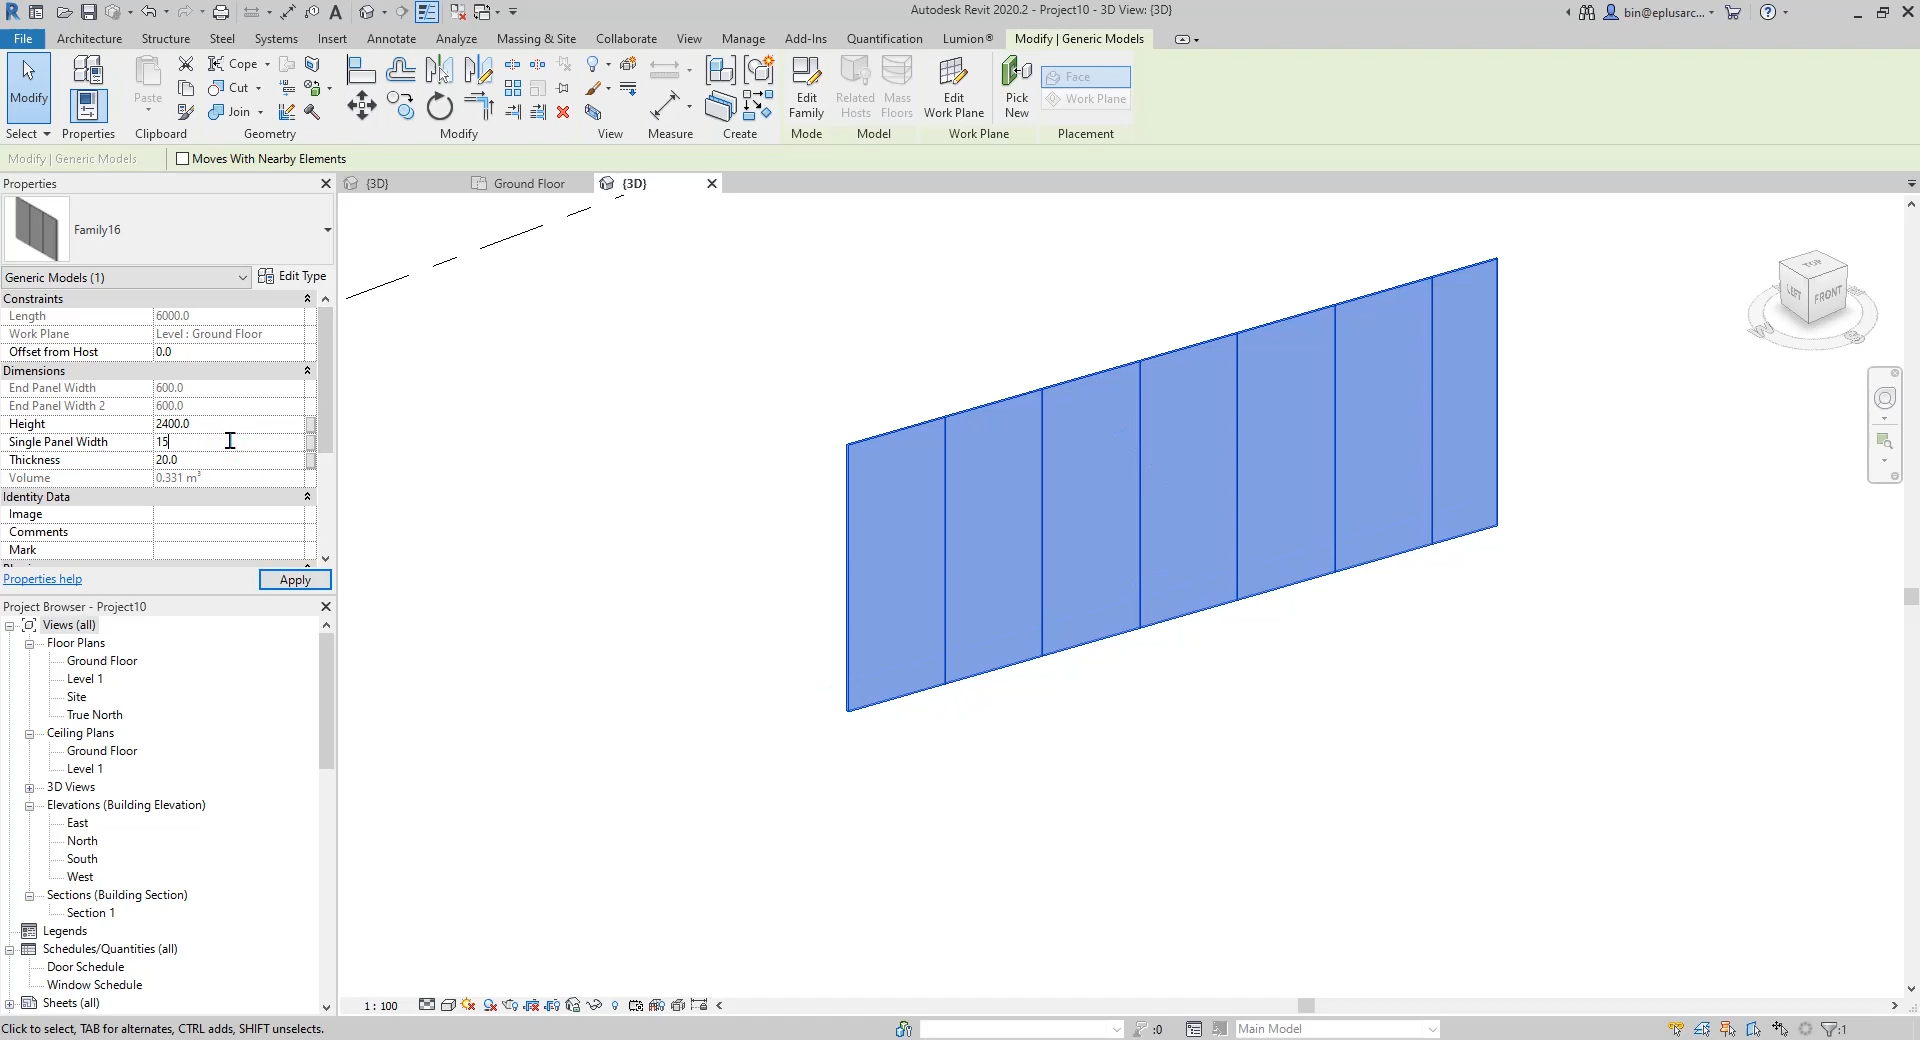 Autodesk Revit 2020.2 - Project10 - 3D View: {3D}
bin@eplusarc...
File Architecture Structure Steel Systems Insert Annotate Analyze Massing & Site Collaborate View Manage Add-Ins Quantification Lumion® Modify | Generic Models
Modify
Paste
Cope
Cut
Join
Edit Family
Related Hosts
Mass Floors
Edit Work Plane
Pick New
Face
Work Plane
Select Properties Clipboard Geometry Modify View Measure Create Mode Model Work Plane Placement
Modify | Generic Models
Moves With Nearby Elements
Properties
{3D}
Ground Floor
{3D}
Family16
Generic Models (1)
Edit Type
Constraints
Length 6000.0
Work Plane Level : Ground Floor
Offset from Host 0.0
Dimensions
End Panel Width 600.0
End Panel Width 2 600.0
Height 2400.0
Single Panel Width 15
Thickness 20.0
Volume 0.331 m³
Identity Data
Image
Comments
Mark
Properties help
Apply
Project Browser - Project10
Views (all)
Floor Plans
Ground Floor
Level 1
Site
True North
Ceiling Plans
Ground Floor
Level 1
3D Views
Elevations (Building Elevation)
East
North
South
West
Sections (Building Section)
Section 1
Legends
Schedules/Quantities (all)
Door Schedule
Window Schedule
Sheets (all)
TOP
LEFT
FRONT
W
S
1 : 100
Click to select, TAB for alternates, CTRL adds, SHIFT unselects.
:0
Main Model
:1